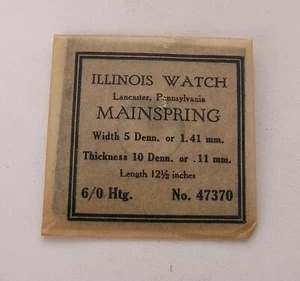 ILLINOIS WATCH
Lancaster, Pennsylvania
MAINSPRING
Width 5 Denn. or 1.41 mm.
Thickness 10 Denn. or .11 mm.
Length 12½ inches
6/0 Htg. No. 47370